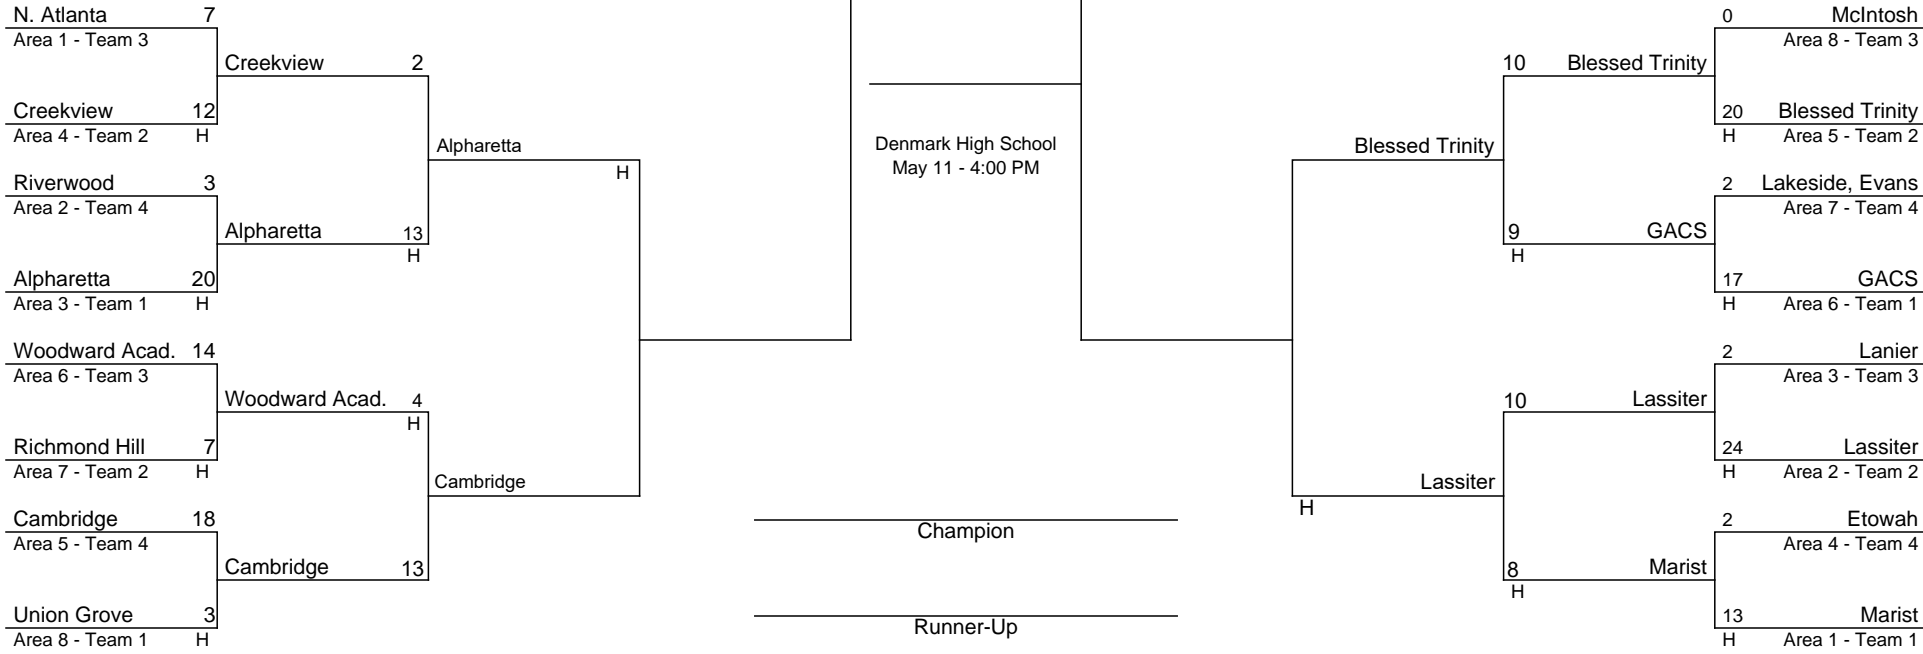 N. Atlanta 7
Area 1 - Team 3
Creekview 2
Creekview 12
Area 4 - Team 2 H
Alpharetta
H
Riverwood 3
Area 2 - Team 4
Alpharetta 13
H
Alpharetta 20
Area 3 - Team 1 H
Woodward Acad. 14
Area 6 - Team 3
Woodward Acad. 4
H
Richmond Hill 7
Area 7 - Team 2 H
Cambridge
Cambridge 18
Area 5 - Team 4
Cambridge 13
Union Grove 3
Area 8 - Team 1 H
Denmark High School
May 11 - 4:00 PM
Champion
Runner-Up
0 McIntosh
Area 8 - Team 3
10 Blessed Trinity
20 Blessed Trinity
H Area 5 - Team 2
Blessed Trinity
2 Lakeside, Evans
Area 7 - Team 4
9 GACS
H
17 GACS
H Area 6 - Team 1
2 Lanier
Area 3 - Team 3
10 Lassiter
24 Lassiter
H Area 2 - Team 2
Lassiter
H
2 Etowah
Area 4 - Team 4
8 Marist
H
13 Marist
H Area 1 - Team 1